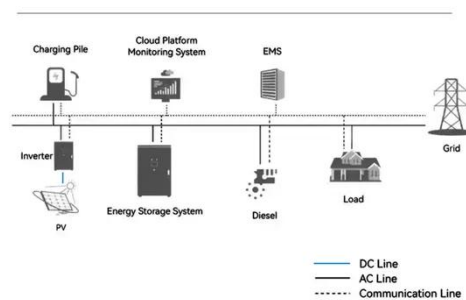 Charging Pile
Cloud Platform
Monitoring System
EMS
Inverter
Grid
PV
Energy Storage System
Diesel
Load
DC Line
AC Line
Communication Line